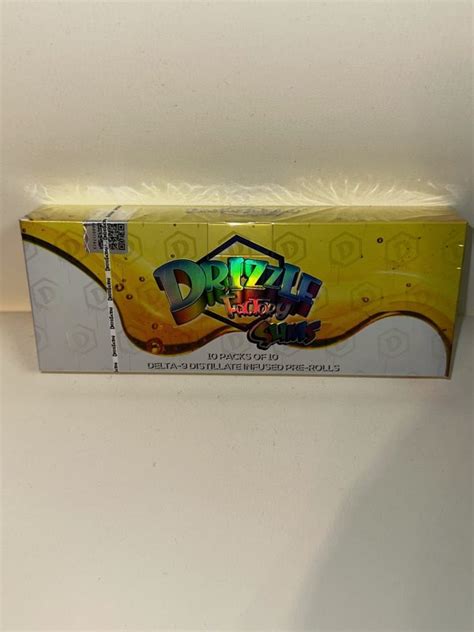 DRIZZLE
Factory
SLIMS
10 PACKS OF 10
DELTA-9 DISTILLATE INFUSED PRE-ROLLS